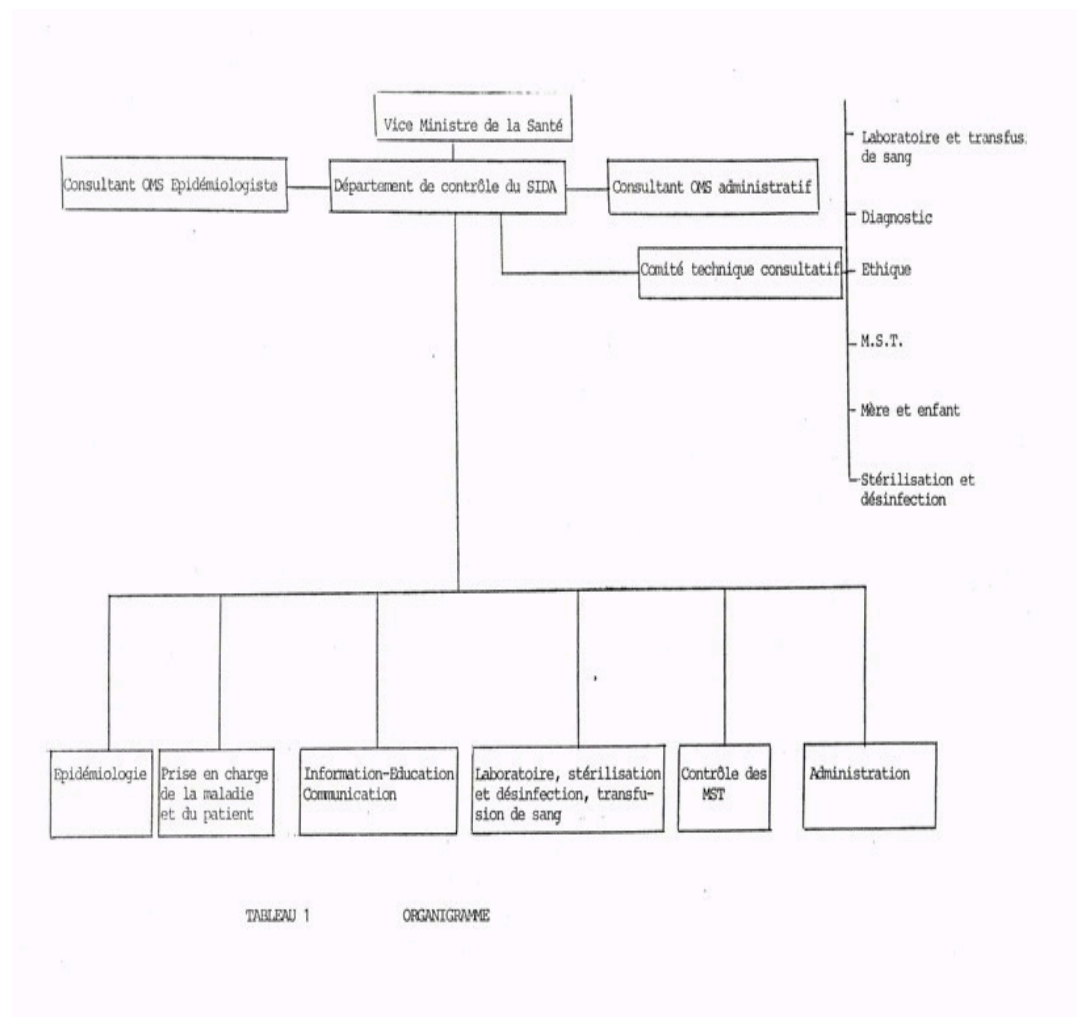 Vice Ministre de la Santé
Consultant OMS Epidémiologiste
Département de contrôle du SIDA
Consultant OMS administratif
Comité technique consultatif
Laboratoire et transfus.
de sang
Diagnostic
Ethique
M.S.T.
Mère et enfant
Stérilisation et
désinfection
Epidémiologie
Prise en charge
de la maladie
et du patient
Information-Education
Communication
Laboratoire, stérilisation
et désinfection, transfu-
sion de sang
Contrôle des
MST
Administration
TABLEAU 1 ORGANIGRAMME